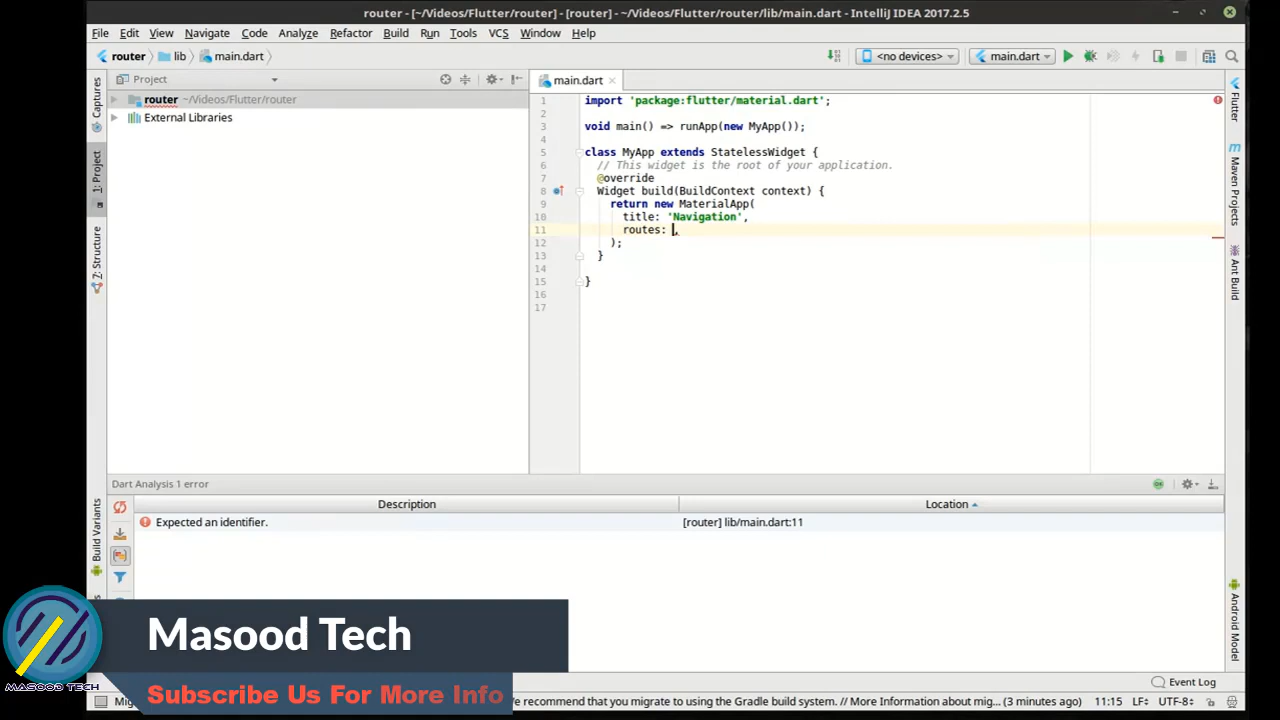 router - [~/Videos/Flutter/router] - [router] - ~/Videos/Flutter/router/lib/main.dart - IntelliJ IDEA 2017.2.5
File Edit View Navigate Code Analyze Refactor Build Run Tools VCS Window Help
router lib main.dart <no devices> main.dart
Captures
1: Project
7: Structure
Build Variants
Project
router ~/Videos/Flutter/router
External Libraries
main.dart
1 import 'package:flutter/material.dart';
2
3 void main() => runApp(new MyApp());
4
5 class MyApp extends StatelessWidget {
6 // This widget is the root of your application.
7 @override
8 Widget build(BuildContext context) {
9 return new MaterialApp(
10 title: 'Navigation',
11 routes: ,
12 );
13 }
14
15 }
16
17
Flutter
Maven Projects
Ant Build
Android Model
Dart Analysis 1 error
Description Location
Expected an identifier. [router] lib/main.dart:11
Masood Tech
MASOOD TECH
Subscribe Us For More Info
Event Log
recommend that you migrate to using the Gradle build system. // More Information about mig... (3 minutes ago) 11:15 LF÷ UTF-8÷